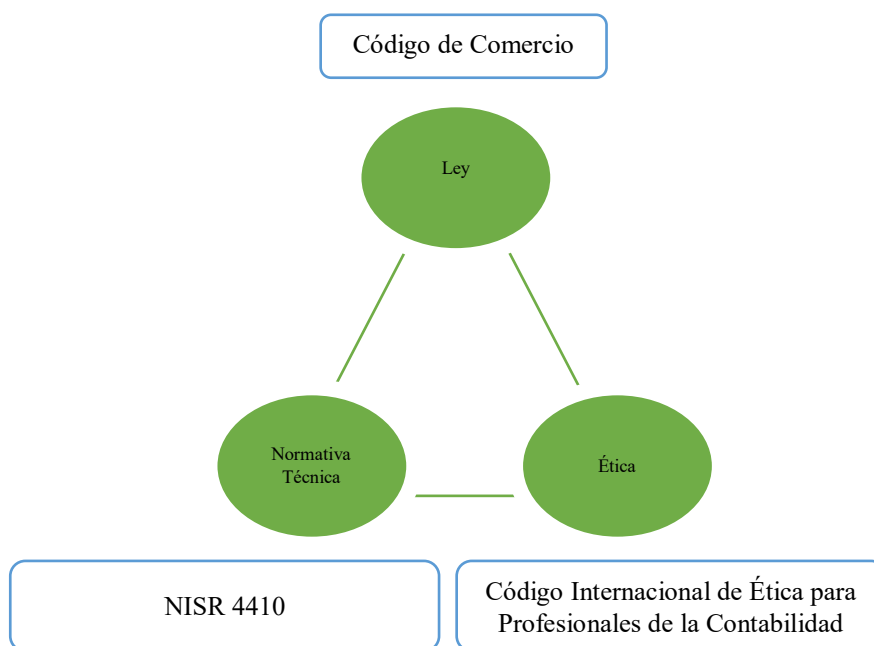 Código de Comercio
Ley
Normativa
Técnica
Ética
NISR 4410
Código Internacional de Ética para
Profesionales de la Contabilidad